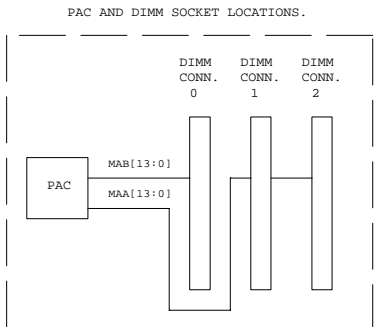 PAC AND DIMM SOCKET LOCATIONS.
DIMM CONN. 0
DIMM CONN. 1
DIMM CONN. 2
MAB[13:0]
PAC
MAA[13:0]